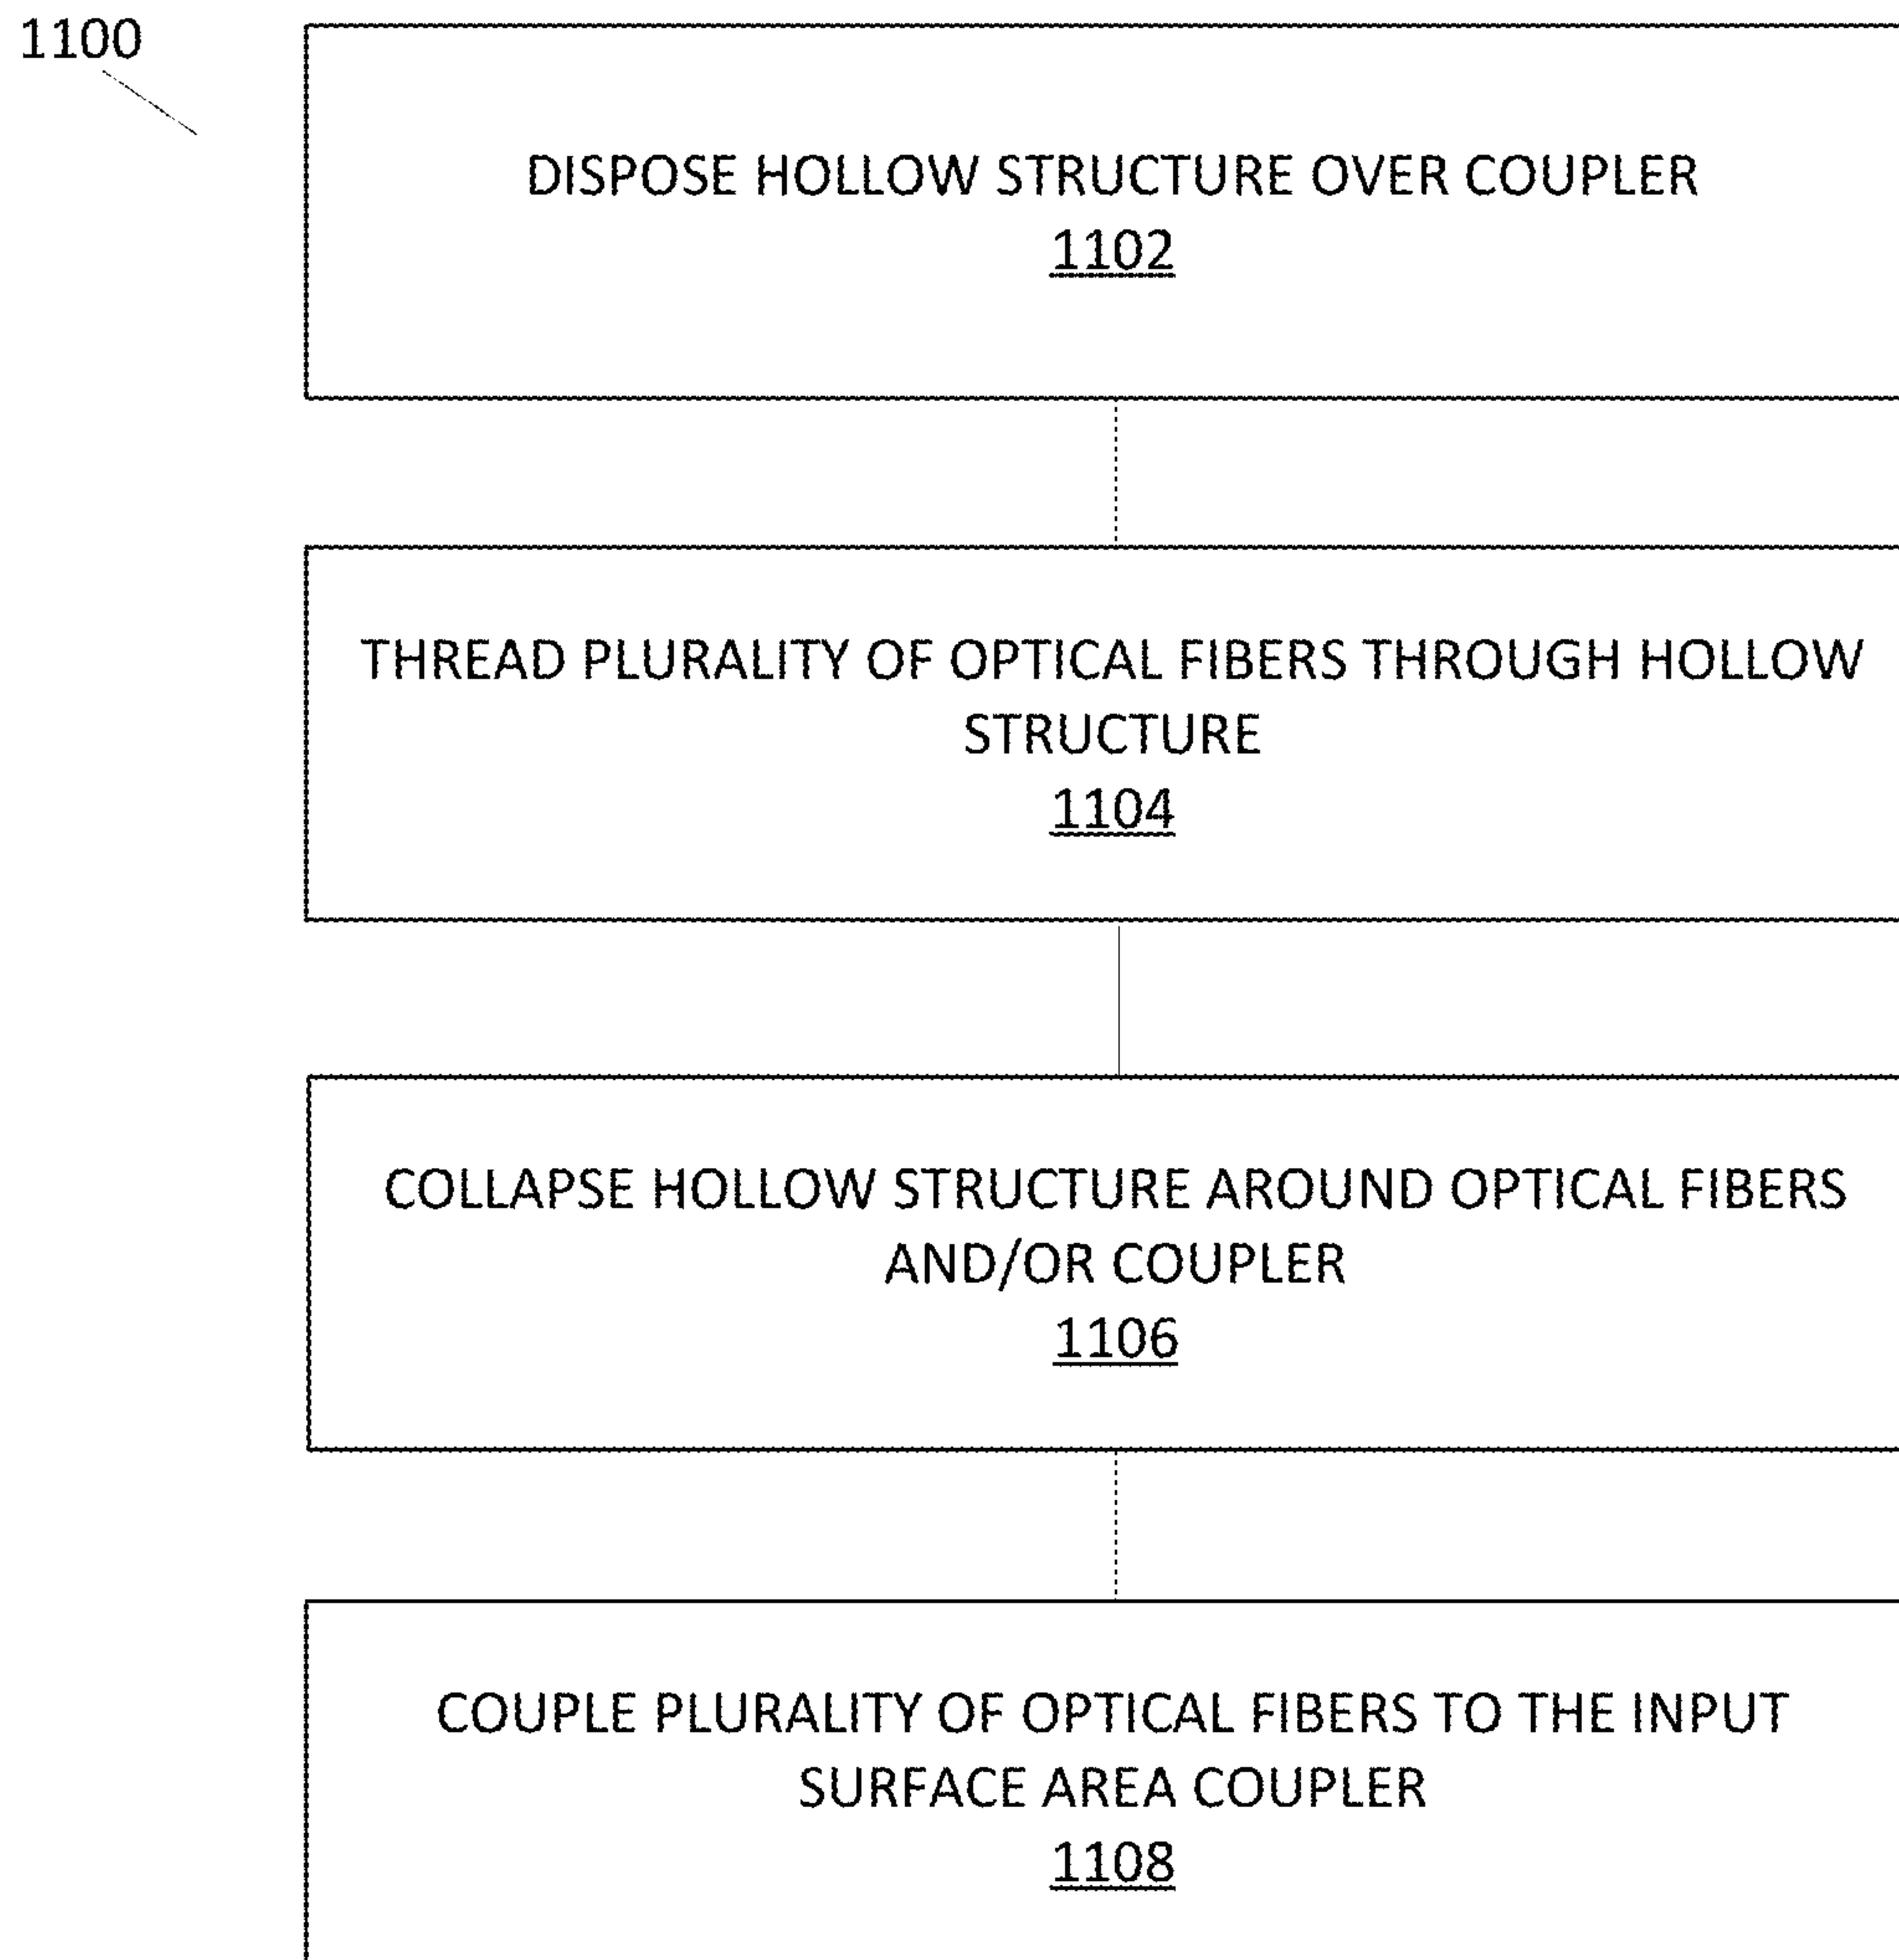 1100
DISPOSE HOLLOW STRUCTURE OVER COUPLER
1102
THREAD PLURALITY OF OPTICAL FIBERS THROUGH HOLLOW
STRUCTURE
1104
COLLAPSE HOLLOW STRUCTURE AROUND OPTICAL FIBERS
AND/OR COUPLER
1106
COUPLE PLURALITY OF OPTICAL FIBERS TO THE INPUT
SURFACE AREA COUPLER
1108